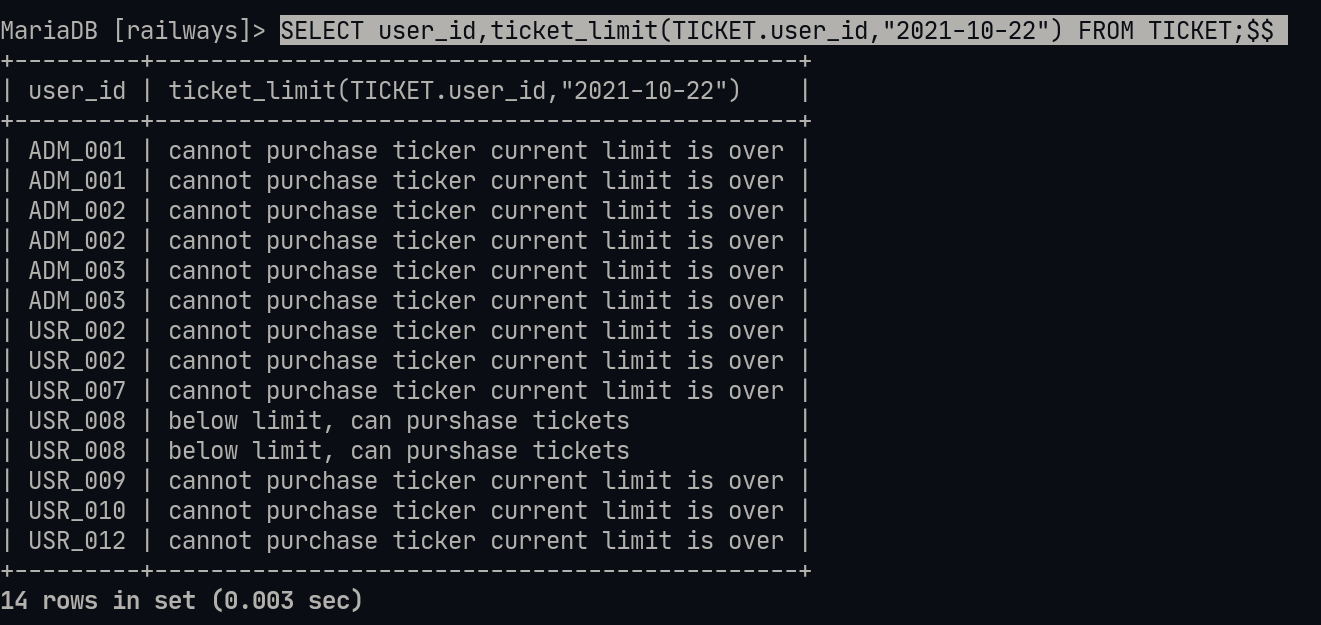 MariaDB [railways]> SELECT user_id,ticket_limit(TICKET.user_id,"2021-10-22") FROM TICKET;$$
+---------+----------------------------------------------+
| user_id | ticket_limit(TICKET.user_id,"2021-10-22")    |
+---------+----------------------------------------------+
| ADM_001 | cannot purchase ticker current limit is over |
| ADM_001 | cannot purchase ticker current limit is over |
| ADM_002 | cannot purchase ticker current limit is over |
| ADM_002 | cannot purchase ticker current limit is over |
| ADM_003 | cannot purchase ticker current limit is over |
| ADM_003 | cannot purchase ticker current limit is over |
| USR_002 | cannot purchase ticker current limit is over |
| USR_002 | cannot purchase ticker current limit is over |
| USR_007 | cannot purchase ticker current limit is over |
| USR_008 | below limit, can purshase tickets            |
| USR_008 | below limit, can purshase tickets            |
| USR_009 | cannot purchase ticker current limit is over |
| USR_010 | cannot purchase ticker current limit is over |
| USR_012 | cannot purchase ticker current limit is over |
+---------+----------------------------------------------+
14 rows in set (0.003 sec)